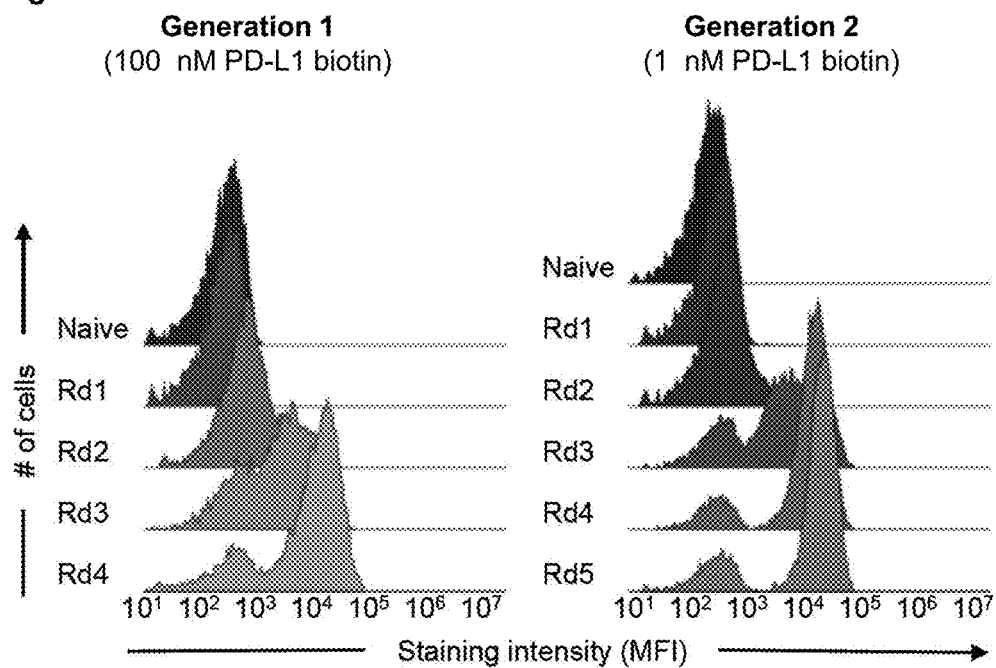 Generation 1
(100 nM PD-L1 biotin)
Generation 2
(1 nM PD-L1 biotin)
# of cells
Naive
Rd1
Rd2
Rd3
Rd4
10¹ 10² 10³ 10⁴ 10⁵ 10⁶ 10⁷
Naive
Rd1
Rd2
Rd3
Rd4
Rd5
10¹ 10² 10³ 10⁴ 10⁵ 10⁶ 10⁷
Staining intensity (MFI)